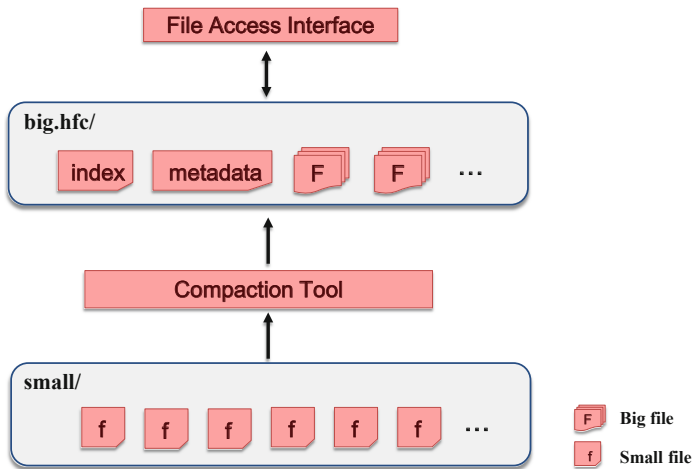 File Access Interface
big.hfc/
index metadata F F ...
Compaction Tool
small/
f f f f f f ...
F Big file
f Small file